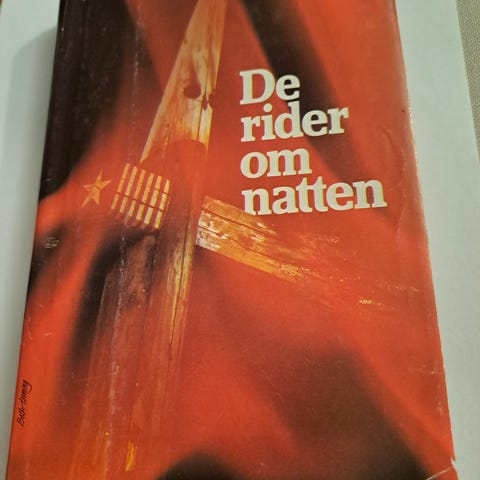 De
rider
om
natten